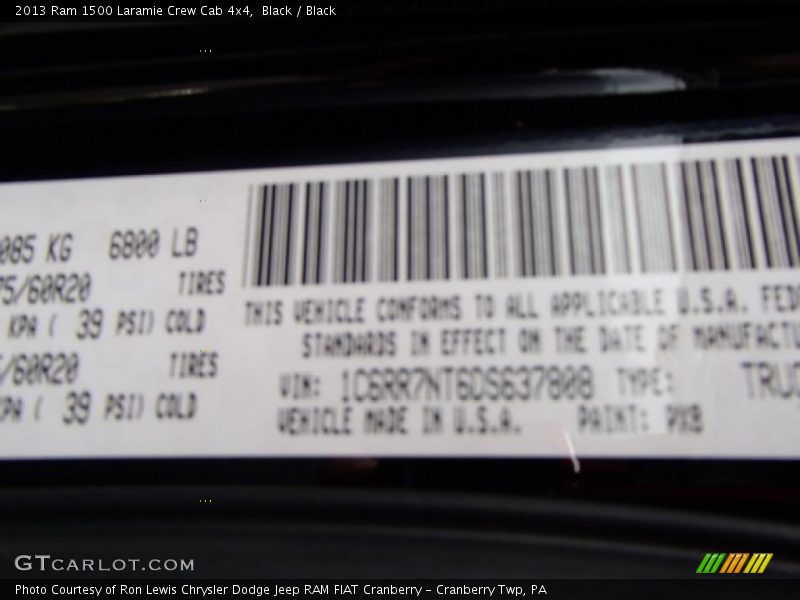 2013 Ram 1500 Laramie Crew Cab 4x4, Black / Black
085 KG 6800 LB
75/60R20 TIRES
KPA ( 39 PSI) COLD
/60R20 TIRES
KPA ( 39 PSI) COLD
THIS VEHICLE CONFORMS TO ALL APPLICABLE U.S.A. FED
STANDARDS IN EFFECT ON THE DATE OF MANUFACTU
VIN: 1C6RR7NT6DS637808 TYPE: TRUC
VEHICLE MADE IN U.S.A. PAINT: PXB
GTCARLOT.COM
Photo Courtesy of Ron Lewis Chrysler Dodge Jeep RAM FIAT Cranberry – Cranberry Twp, PA